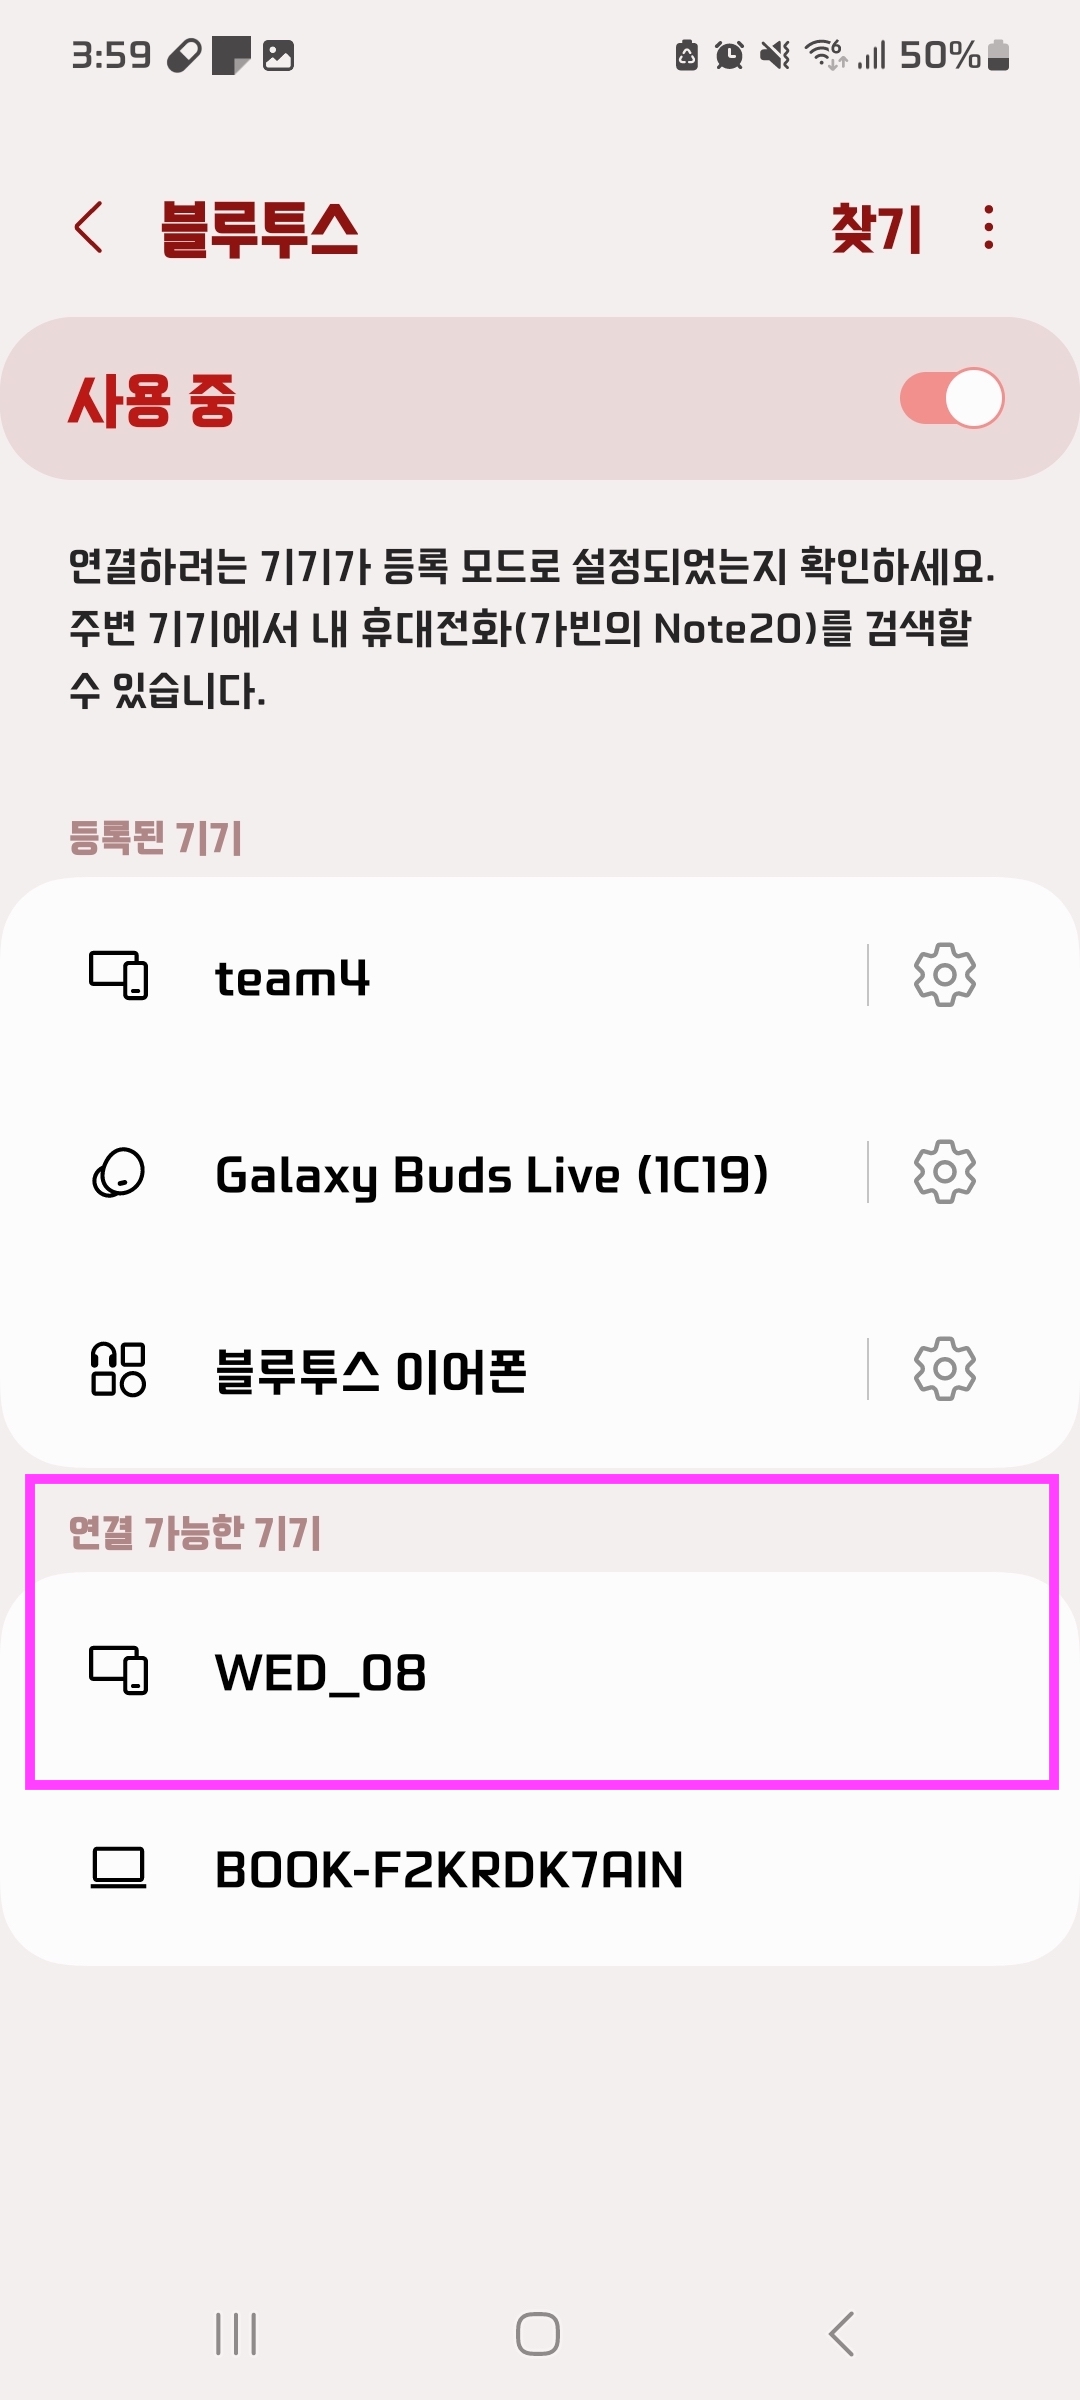 3:59
50%
블루투스
찾기
사용 중
연결하려는 기기가 등록 모드로 설정되었는지 확인하세요.
주변 기기에서 내 휴대전화(가빈의 Note20)를 검색할
수 있습니다.
등록된 기기
team4
Galaxy Buds Live (1C19)
블루투스 이어폰
연결 가능한 기기
WED_08
BOOK-F2KRDK7AIN